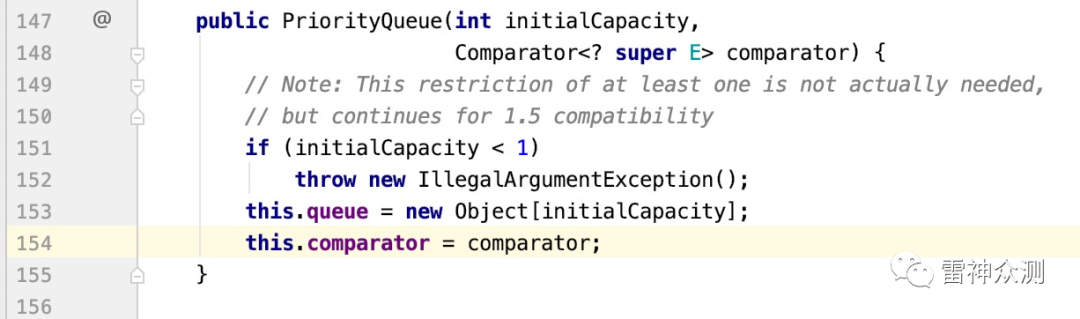 147 @ public PriorityQueue(int initialCapacity,
148 Comparator<? super E> comparator) {
149 // Note: This restriction of at least one is not actually needed,
150 // but continues for 1.5 compatibility
151 if (initialCapacity < 1)
152 throw new IllegalArgumentException();
153 this.queue = new Object[initialCapacity];
154 this.comparator = comparator;
155 }
156
雷神众测